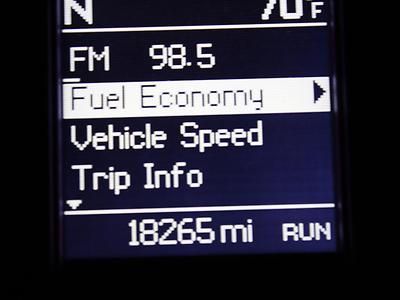 N 70°F
FM 98.5
Fuel Economy
Vehicle Speed
Trip Info
18265 mi RUN